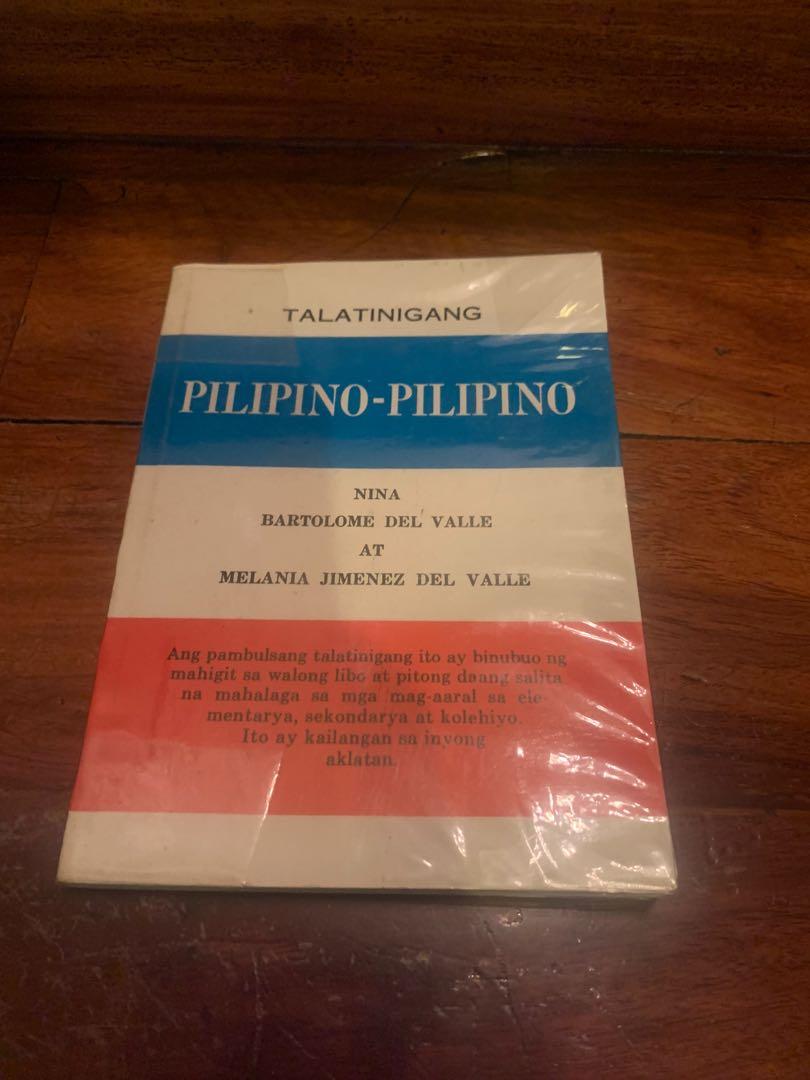 TALATINIGANG
PILIPINO-PILIPINO
NINA
BARTOLOME DEL VALLE
AT
MELANIA JIMENEZ DEL VALLE
Ang pambulsang talatinigang ito ay binubuo ng
mahigit sa walong libo at pitong daang salita
na mahalaga sa mga mag-aaral sa ele-
mentarya, sekondarya at kolehiyo.
Ito ay kailangan sa inyong
aklatan.